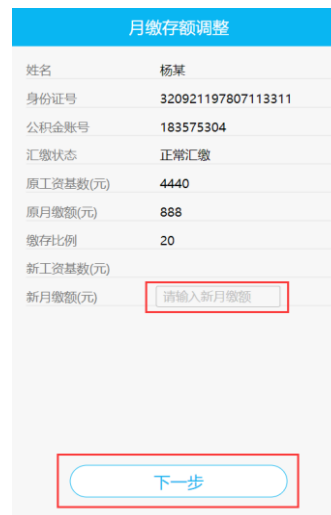 月缴存额调整
姓名 杨某
身份证号 320921197807113311
公积金账号 183575304
汇缴状态 正常汇缴
原工资基数(元) 4440
原月缴额(元) 888
缴存比例 20
新工资基数(元)
新月缴额(元) 请输入新月缴额
下一步